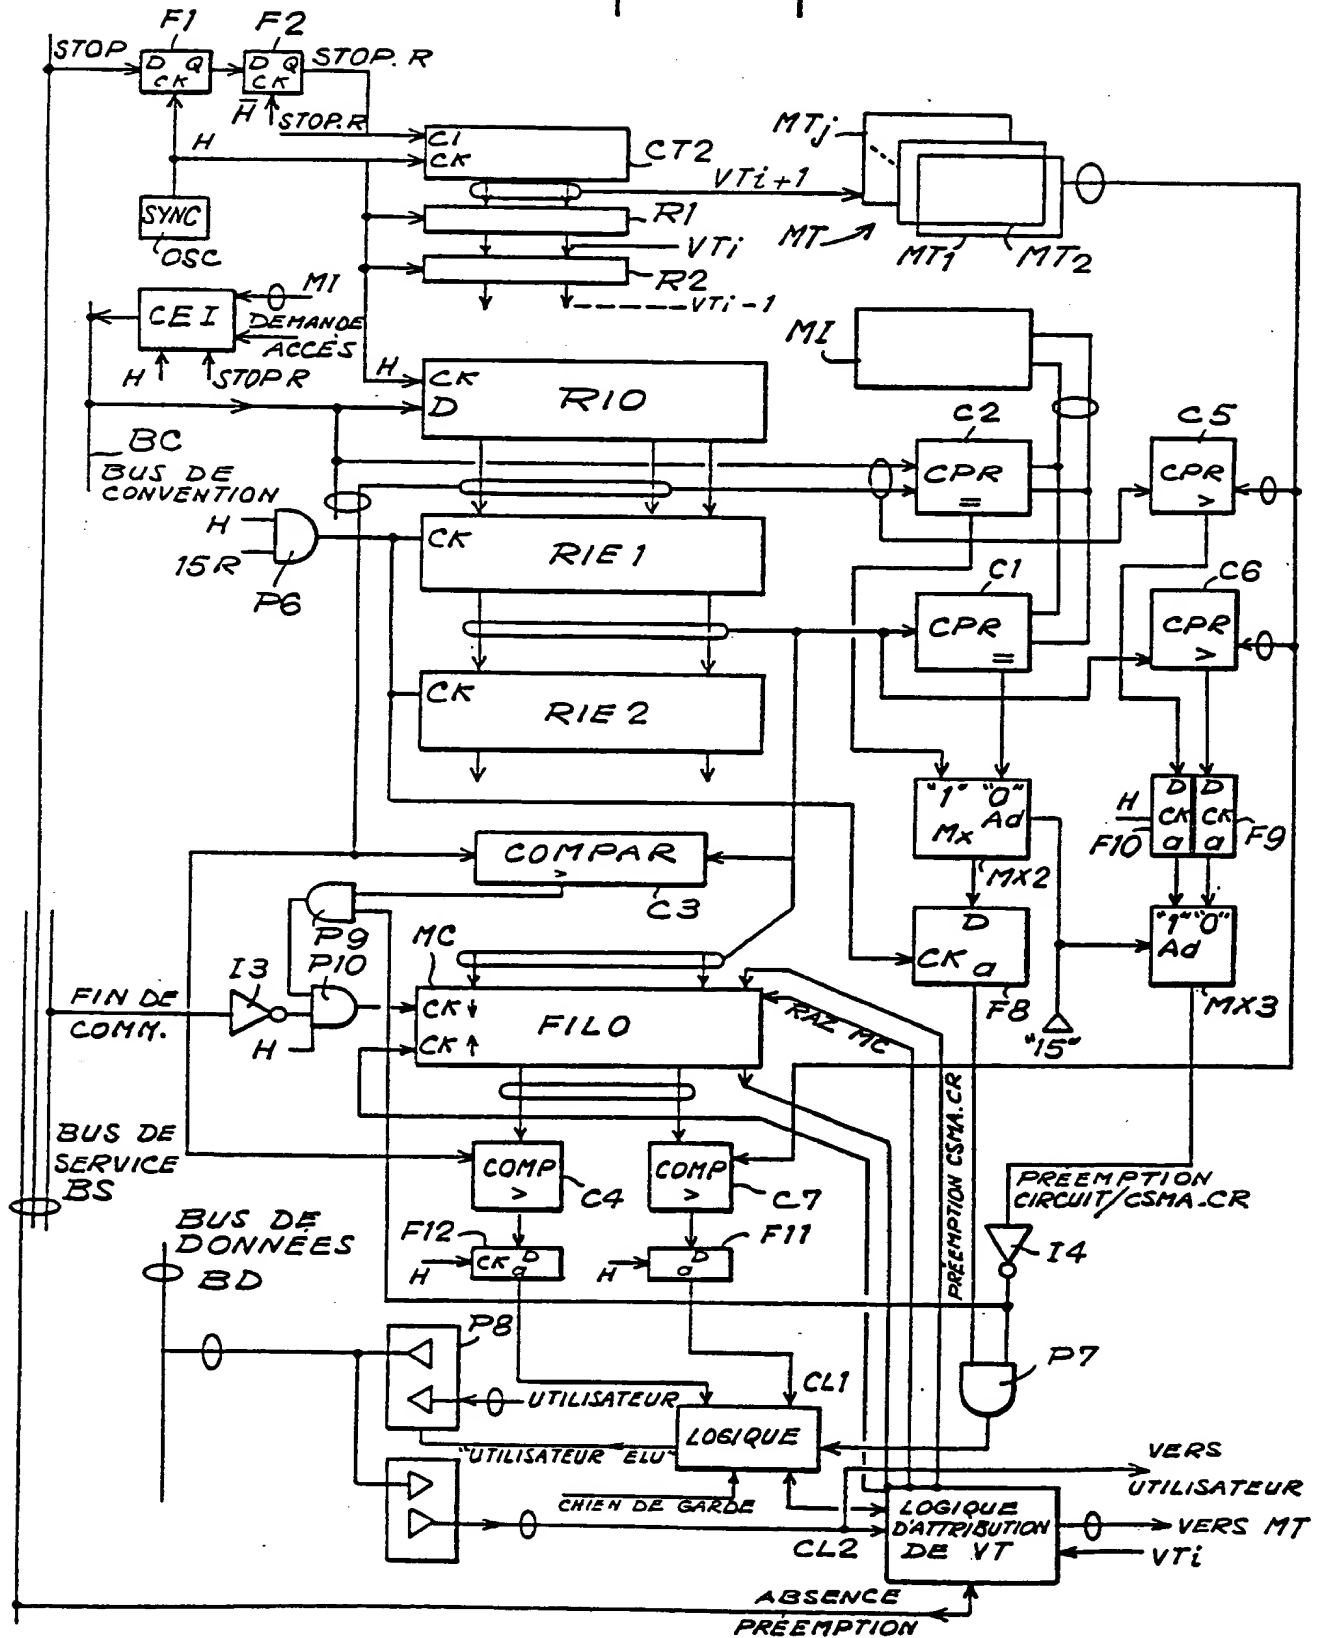 F1
F2
STOP
D Q
CK
D Q
CK
STOP.R
H
H̅
STOP.R
CI
CK
CT2
SYNC
OSC
R1
VTi
R2
VTi-1
VTi+1
MTj
MT
MT1
MT2
CEI
MI
DEMANDE
ACCÈS
H
STOP R
H
CK
D
RIO
MI
BC
BUS DE
CONVENTION
C2
CPR
=
C5
CPR
>
H
15R
P6
CK
RIE 1
C1
CPR
=
C6
CPR
>
CK
RIE 2
"1" "0"
Ad
Mx
MX2
H
D
CK
a
D
CK
a
F10
F9
COMPAR
>
C3
P9
P10
I3
MC
D
CK a
F8
"1" "0"
Ad
MX3
"15"
FIN DE
COMM.
H
CK ↓
CK ↑
FILO
RAZ MC
PRÉEMPTION CSMA.CR
BUS DE
SERVICE
BS
COMP
>
C4
COMP
>
C7
PRÉEMPTION
CIRCUIT/CSMA.CR
I4
BUS DE
DONNÉES
BD
F12
H
CK D
a
F11
H
D
a
P8
P7
UTILISATEUR
CL1
LOGIQUE
"UTILISATEUR ELU"
CHIEN DE GARDE
VERS
UTILISATEUR
LOGIQUE
D'ATTRIBUTION
DE VT
CL2
VERS MT
VTi
ABSENCE
PRÉEMPTION